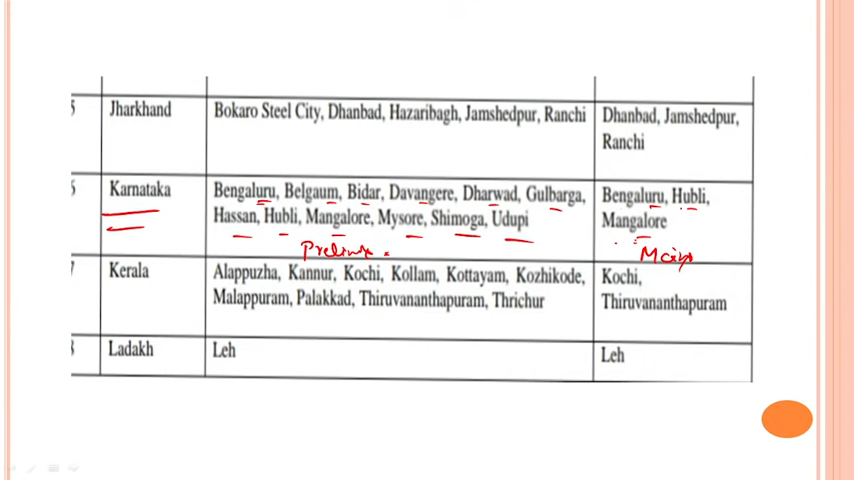 5 Jharkhand Bokaro Steel City, Dhanbad, Hazaribagh, Jamshedpur, Ranchi Dhanbad, Jamshedpur,
Ranchi
6 Karnataka Bengaluru, Belgaum, Bidar, Davangere, Dharwad, Gulbarga, Bengaluru, Hubli,
Hassan, Hubli, Mangalore, Mysore, Shimoga, Udupi Mangalore
7 Kerala Alappuzha, Kannur, Kochi, Kollam, Kottayam, Kozhikode, Kochi,
Malappuram, Palakkad, Thiruvananthapuram, Thrichur Thiruvananthapuram
8 Ladakh Leh Leh